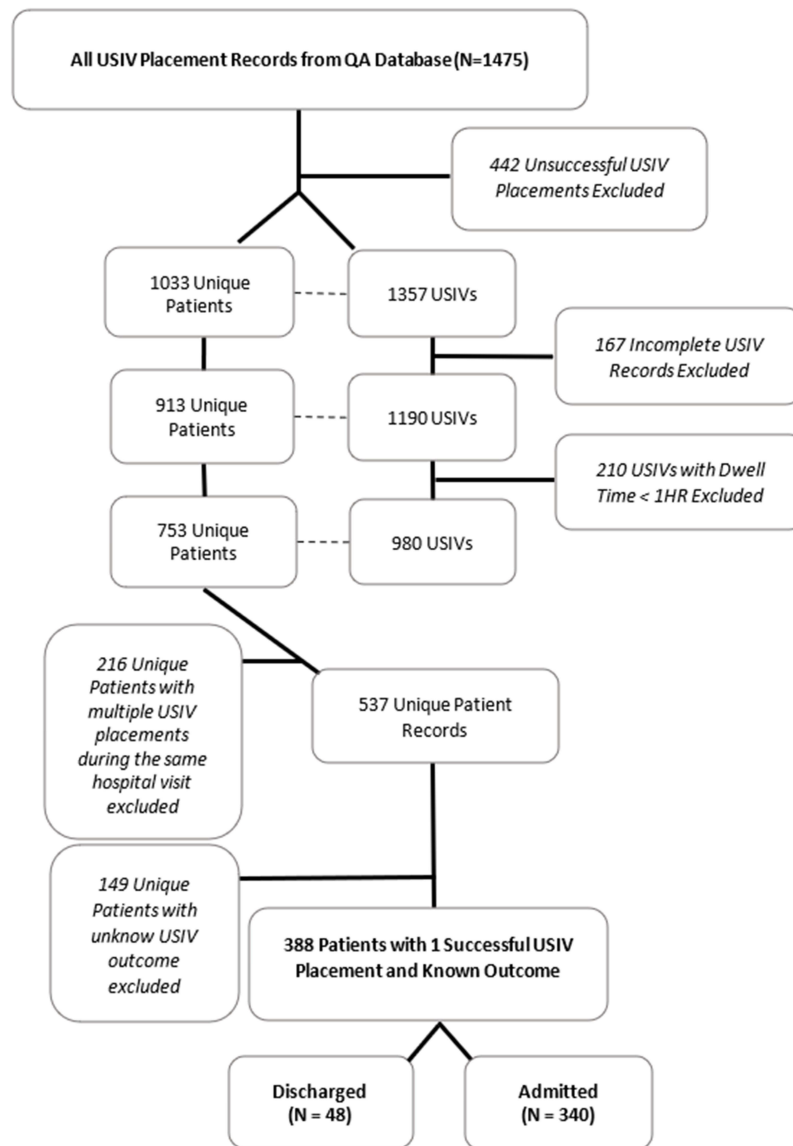 All USIV Placement Records from QA Database (N=1475)
442 Unsuccessful USIV
Placements Excluded
1033 Unique
Patients
1357 USIVs
167 Incomplete USIV
Records Excluded
913 Unique
Patients
1190 USIVs
210 USIVs with Dwell
Time < 1HR Excluded
753 Unique
Patients
980 USIVs
216 Unique
Patients with
multiple USIV
placements
during the same
hospital visit
excluded
537 Unique Patient
Records
149 Unique
Patients with
unknow USIV
outcome
excluded
388 Patients with 1 Successful USIV
Placement and Known Outcome
Discharged
(N = 48)
Admitted
(N = 340)